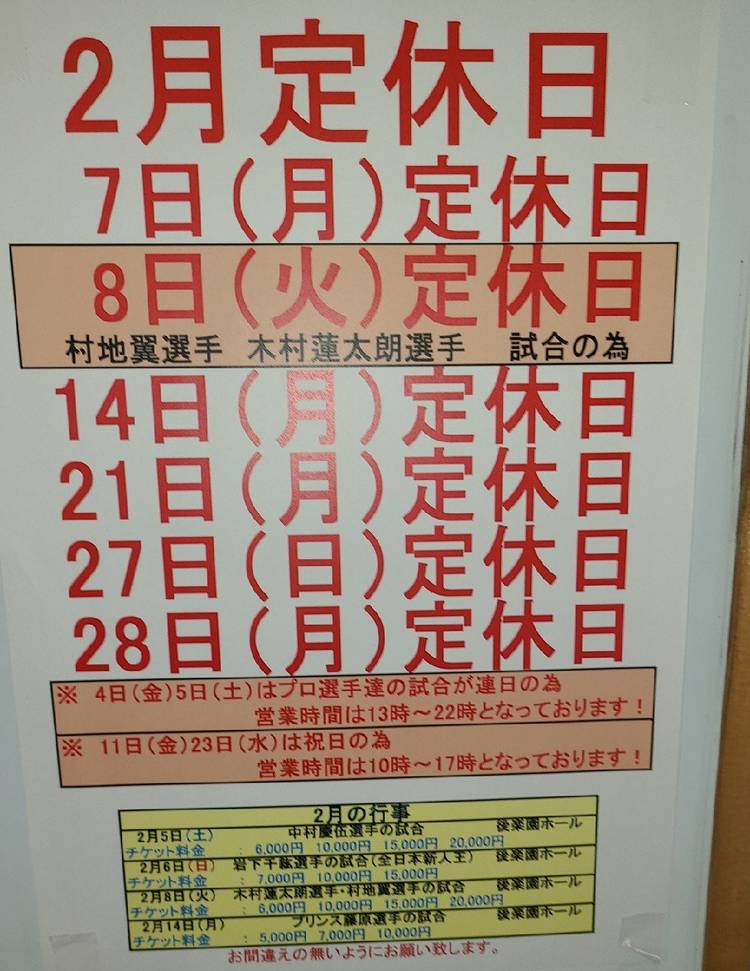 2月定休日
7日(月)定休日
8日(火)定休日
村地翼選手 木村蓮太朗選手 試合の為
14日(月)定休日
21日(月)定休日
27日(日)定休日
28日(月)定休日
※ 4日(金)5日(土)はプロ選手達の試合が連日の為
営業時間は13時～22時となっております!
※ 11日(金)23日(水)は祝日の為
営業時間は10時～17時となっております!
2月の行事
2月5日(土) 中村慶伍選手の試合 後楽園ホール
チケット料金 : 6,000円 10,000円 15,000円 20,000円
2月6日(日) 岩下千紘選手の試合(全日本新人王) 後楽園ホール
チケット料金 : 7,000円 10,000円 15,000円
2月8日(火) 木村蓮太朗選手・村地翼選手の試合 後楽園ホール
チケット料金 : 6,000円 10,000円 15,000円 20,000円
2月14日(月) プリンス藤原選手の試合 後楽園ホール
チケット料金 : 5,000円 7,000円 10,000円
お間違えの無いようにお願い致します。